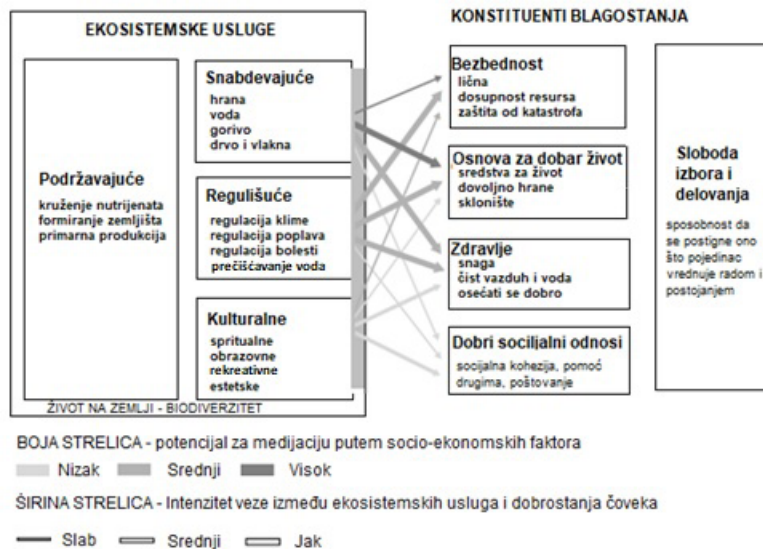 EKOSISTEMSKE USLUGE
Podržavajuće
kruženje nutrijenata
formiranje zemljišta
primarna produkcija
Snabdevajuće
hrana
voda
gorivo
drvo i vlakna
Regulišuće
regulacija klime
regulacija poplava
regulacija bolesti
prečišćavanje voda
Kulturalne
spritualne
obrazovne
rekreativne
estetske
ŽIVOT NA ZEMLJI - BIODIVERZITET
KONSTITUENTI BLAGOSTANJA
Bezbednost
lična
dosupnost resursa
zaštita od katastrofa
Osnova za dobar život
sredstva za život
dovoljno hrane
sklonište
Zdravlje
snaga
čist vazduh i voda
osećati se dobro
Dobri socijlalni odnosi
socijalna kohezija, pomoć
drugima, poštovanje
Sloboda
izbora i
delovanja
sposobnost da
se postigne ono
što pojedinac
vrednuje radom i
postojanjem
BOJA STRELICA - potencijal za medijaciju putem socio-ekonomskih faktora
Nizak Srednji Visok
ŠIRINA STRELICA - Intenzitet veze između ekosistemskih usluga i dobrostanja čoveka
Slab Srednji Jak